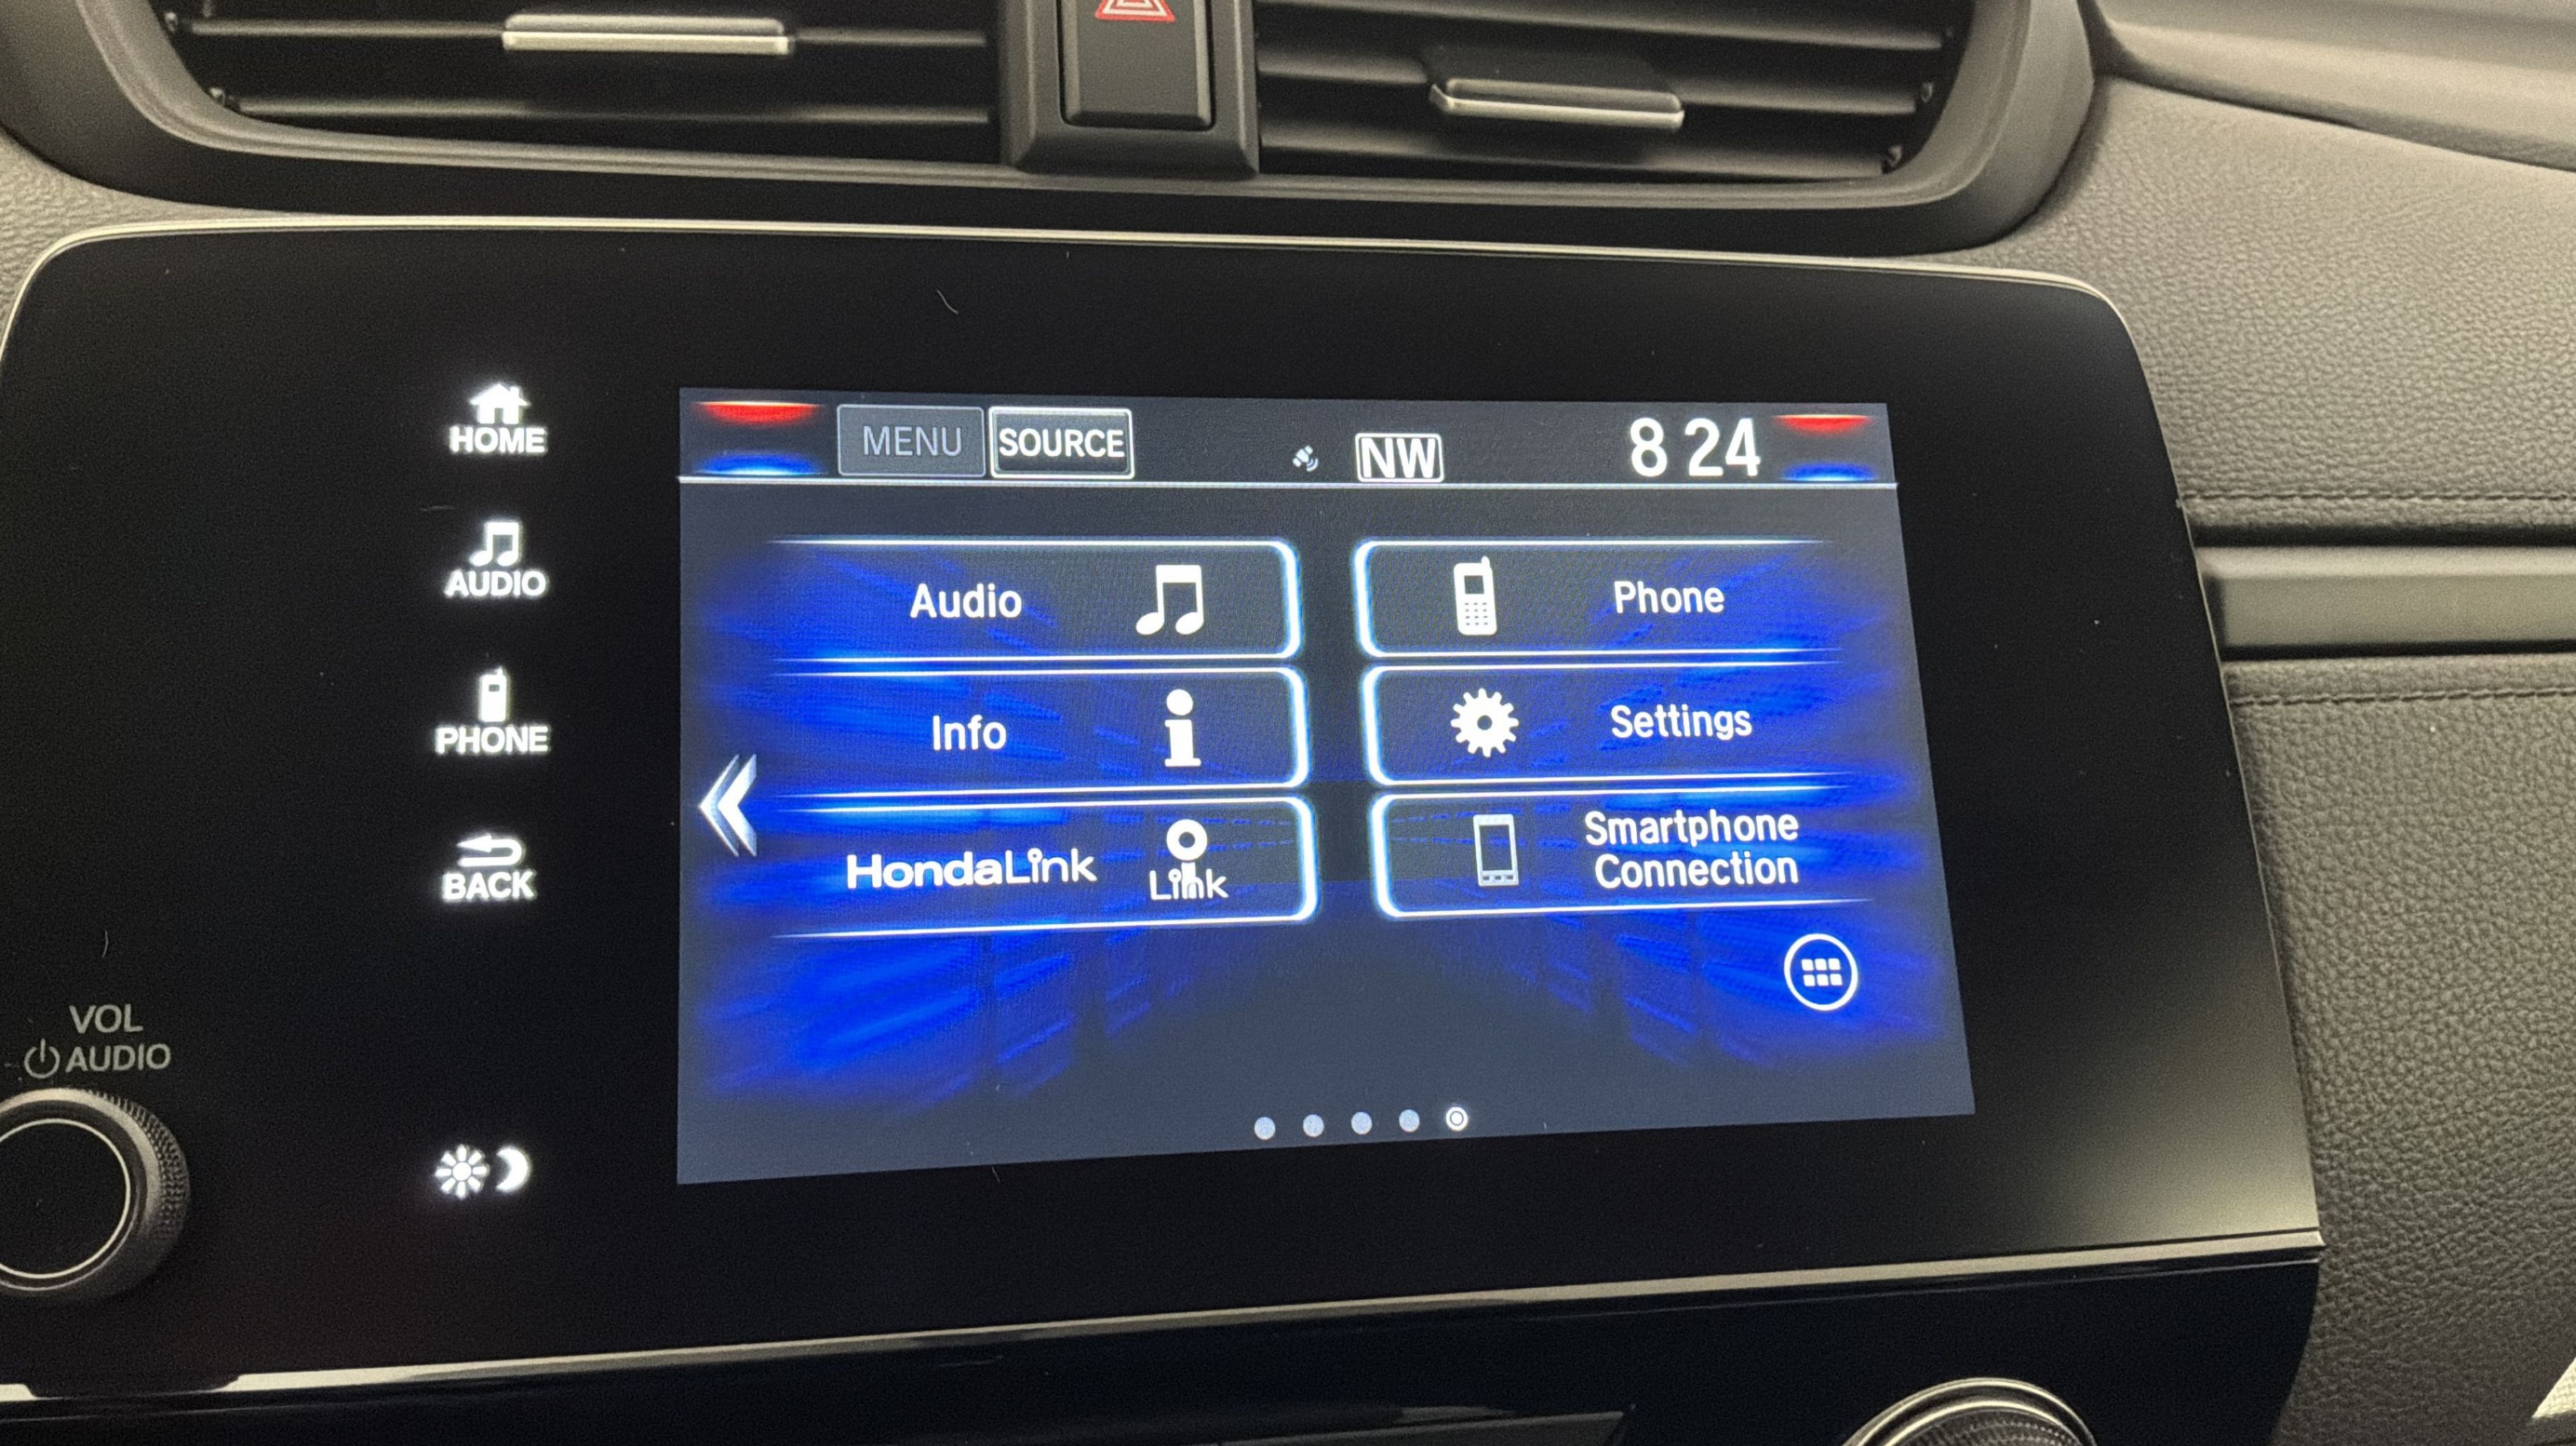 HOME
AUDIO
PHONE
BACK
VOL
AUDIO
MENU SOURCE NW 8 24
Audio Phone
Info Settings
HondaLink Link Smartphone
Connection